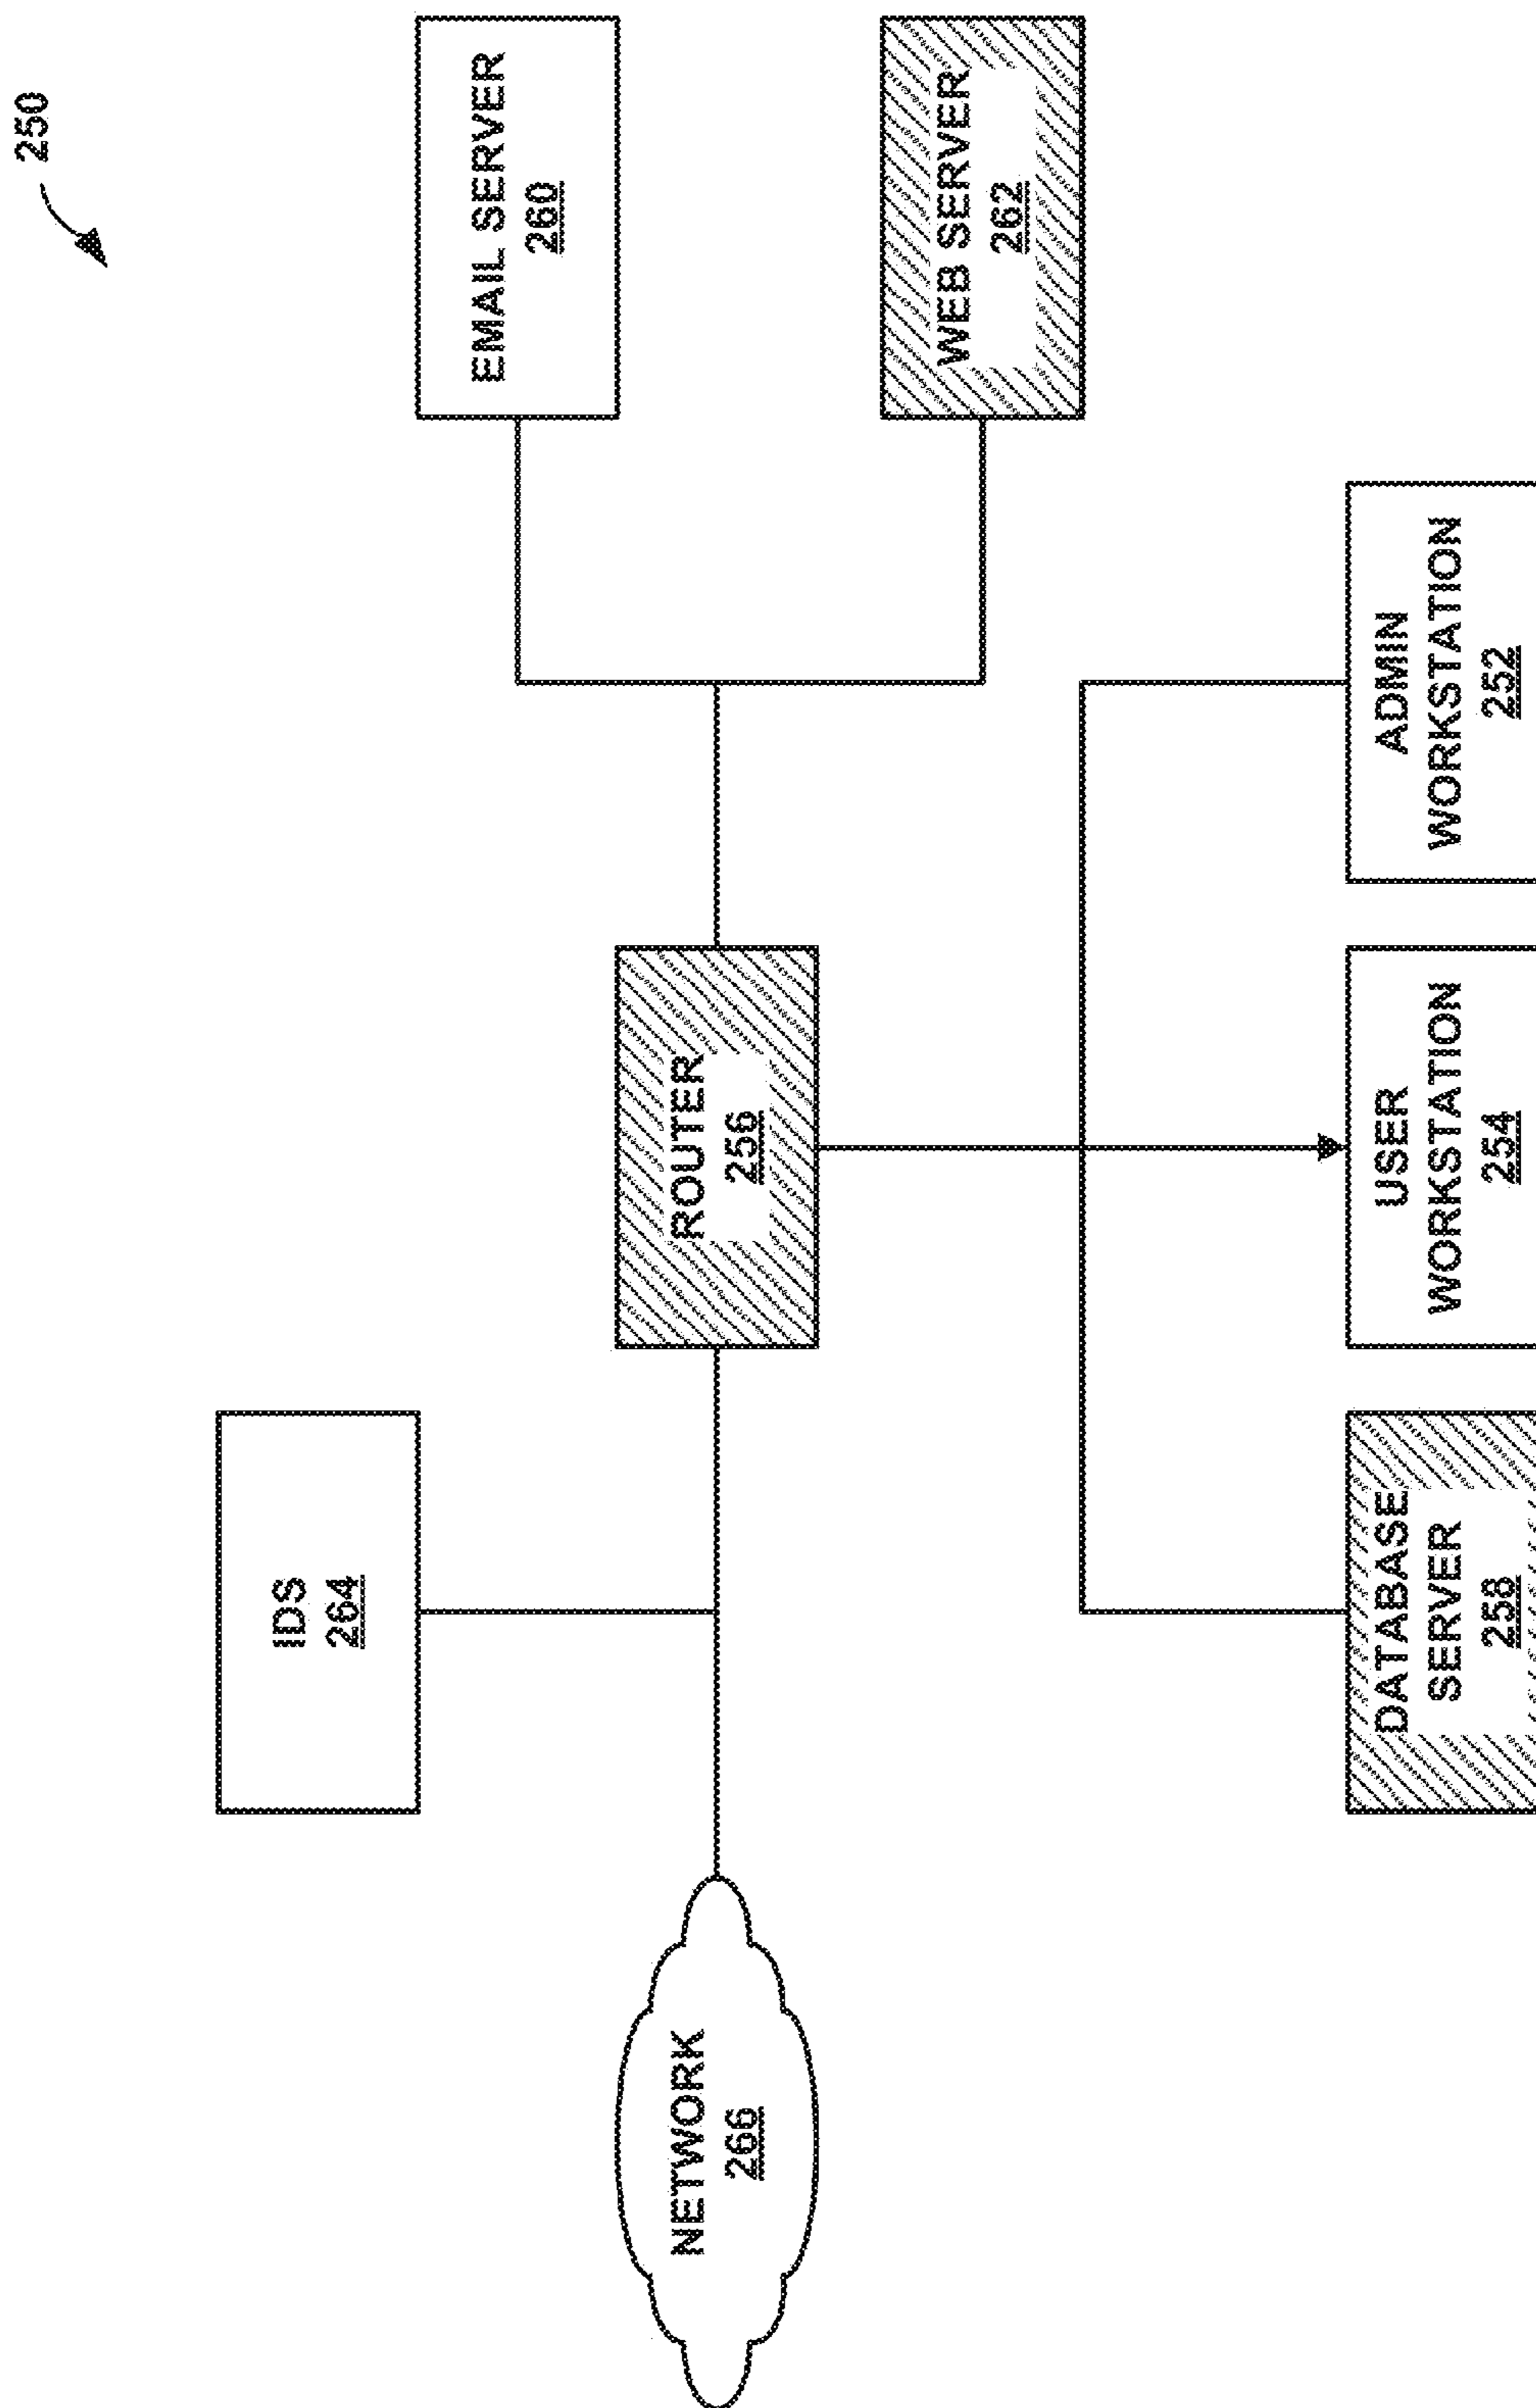 250
IDS
264
EMAIL SERVER
260
NETWORK
266
ROUTER
256
WEB SERVER
262
DATABASE
SERVER
258
USER
WORKSTATION
254
ADMIN
WORKSTATION
252